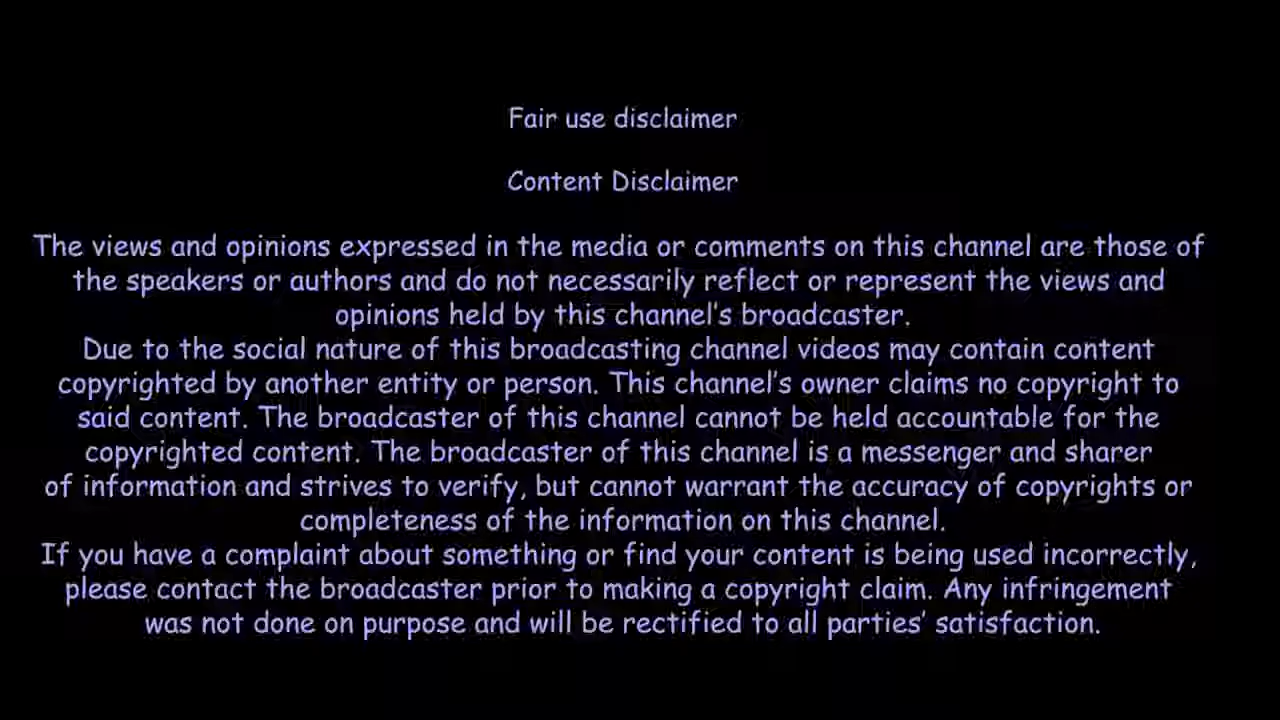 Fair use disclaimer
Content Disclaimer
The views and opinions expressed in the media or comments on this channel are those of
the speakers or authors and do not necessarily reflect or represent the views and
opinions held by this channel's broadcaster.
Due to the social nature of this broadcasting channel videos may contain content
copyrighted by another entity or person. This channel's owner claims no copyright to
said content. The broadcaster of this channel cannot be held accountable for the
copyrighted content. The broadcaster of this channel is a messenger and sharer
of information and strives to verify, but cannot warrant the accuracy of copyrights or
completeness of the information on this channel.
If you have a complaint about something or find your content is being used incorrectly,
please contact the broadcaster prior to making a copyright claim. Any infringement
was not done on purpose and will be rectified to all parties' satisfaction.